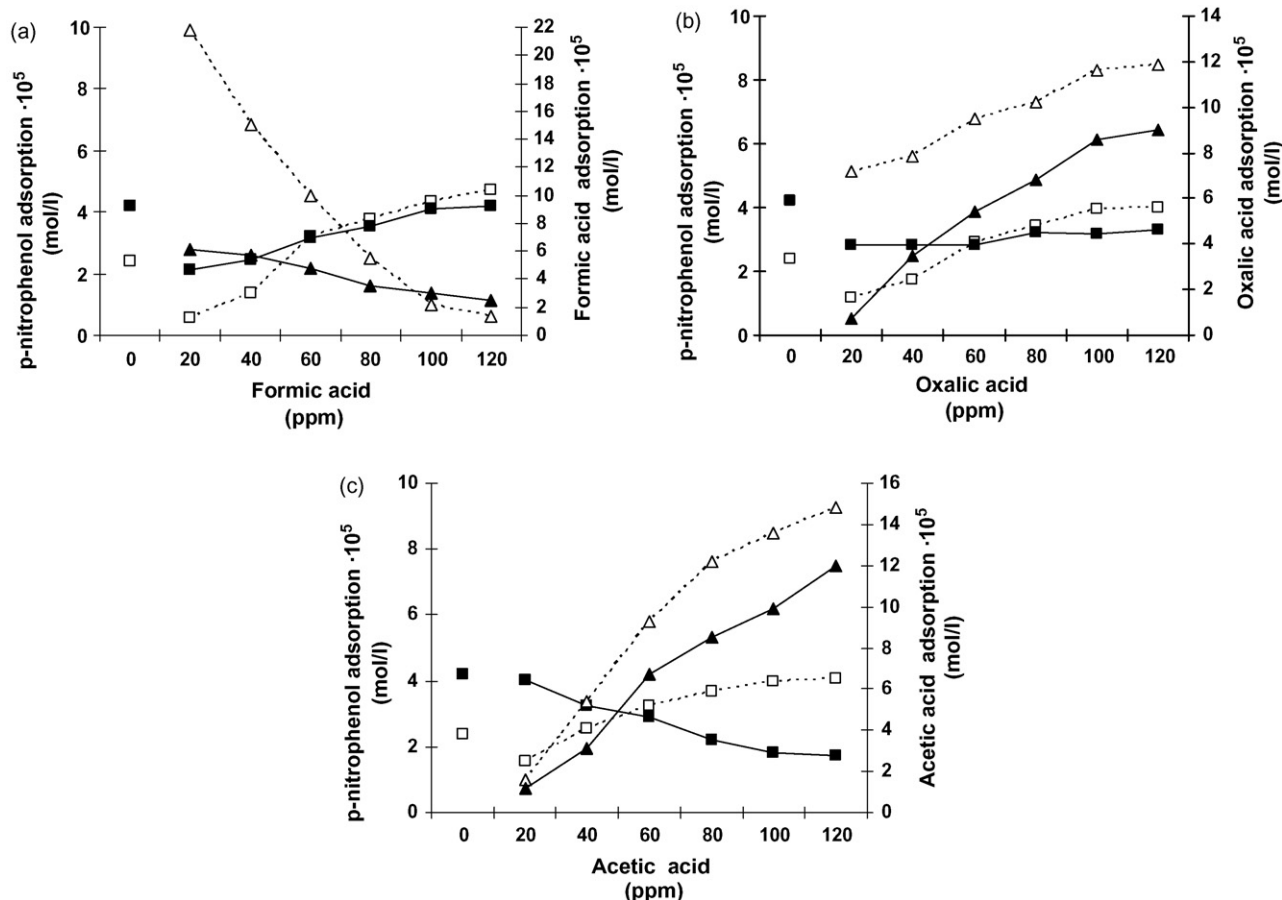 (a)
p-nitrophenol adsorption ·10⁵
(mol/l)
10
8
6
4
2
0
22
20
18
16
14
12
10
8
6
4
2
0
Formic acid adsorption ·10⁵
(mol/l)
0 20 40 60 80 100 120
Formic acid
(ppm)
(b)
p-nitrophenol adsorption ·10⁵
(mol/l)
10
8
6
4
2
0
14
12
10
8
6
4
2
0
Oxalic acid adsorption ·10⁵
(mol/l)
0 20 40 60 80 100 120
Oxalic acid
(ppm)
(c)
p-nitrophenol adsorption ·10⁵
(mol/l)
10
8
6
4
2
0
16
14
12
10
8
6
4
2
0
Acetic acid adsorption ·10⁵
(mol/l)
0 20 40 60 80 100 120
Acetic acid
(ppm)